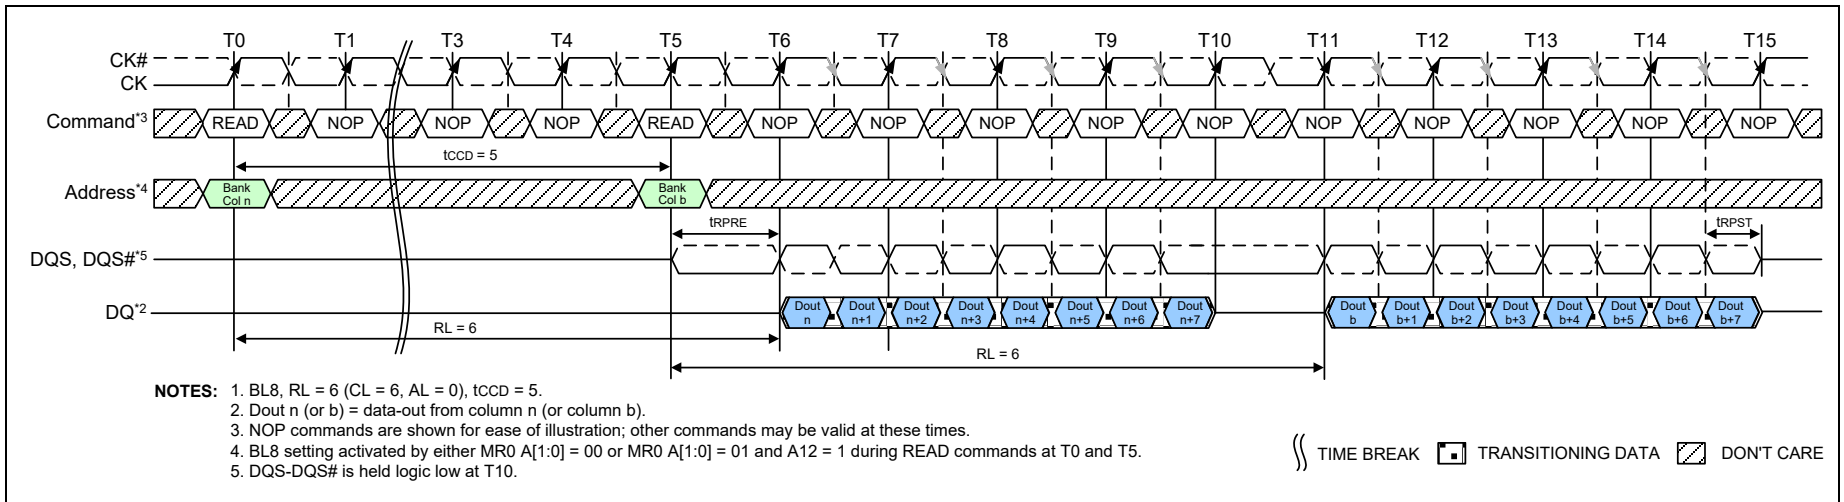 T0 T1 T3 T4 T5 T6 T7 T8 T9 T10 T11 T12 T13 T14 T15
CK#
CK
Command*3 READ NOP NOP NOP READ NOP NOP NOP NOP NOP NOP NOP NOP NOP NOP
tCCD = 5
Address*4 Bank Col n Bank Col b
tRPRE tRPST
DQS, DQS#*5
DQ*2 Dout n Dout n+1 Dout n+2 Dout n+3 Dout n+4 Dout n+5 Dout n+6 Dout n+7 Dout b Dout b+1 Dout b+2 Dout b+3 Dout b+4 Dout b+5 Dout b+6 Dout b+7
RL = 6
RL = 6
NOTES: 1. BL8, RL = 6 (CL = 6, AL = 0), tCCD = 5.
2. Dout n (or b) = data-out from column n (or column b).
3. NOP commands are shown for ease of illustration; other commands may be valid at these times.
4. BL8 setting activated by either MR0 A[1:0] = 00 or MR0 A[1:0] = 01 and A12 = 1 during READ commands at T0 and T5.
5. DQS-DQS# is held logic low at T10.
TIME BREAK TRANSITIONING DATA DON'T CARE